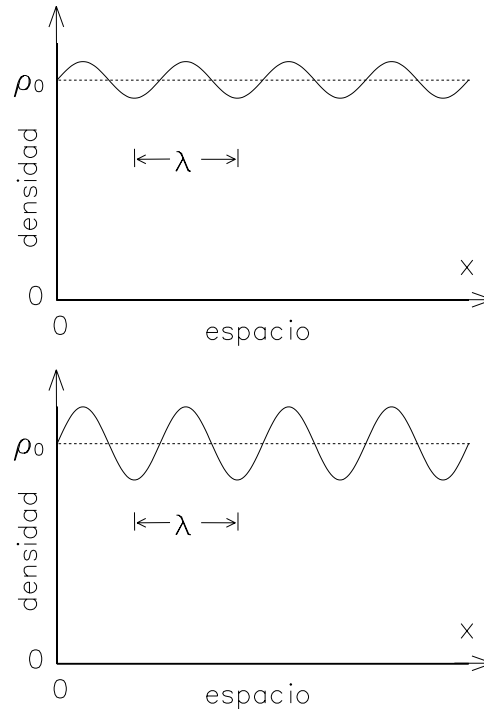 ρ0
densidad
λ
x
0
0
espacio
ρ0
densidad
λ
x
0
0
espacio